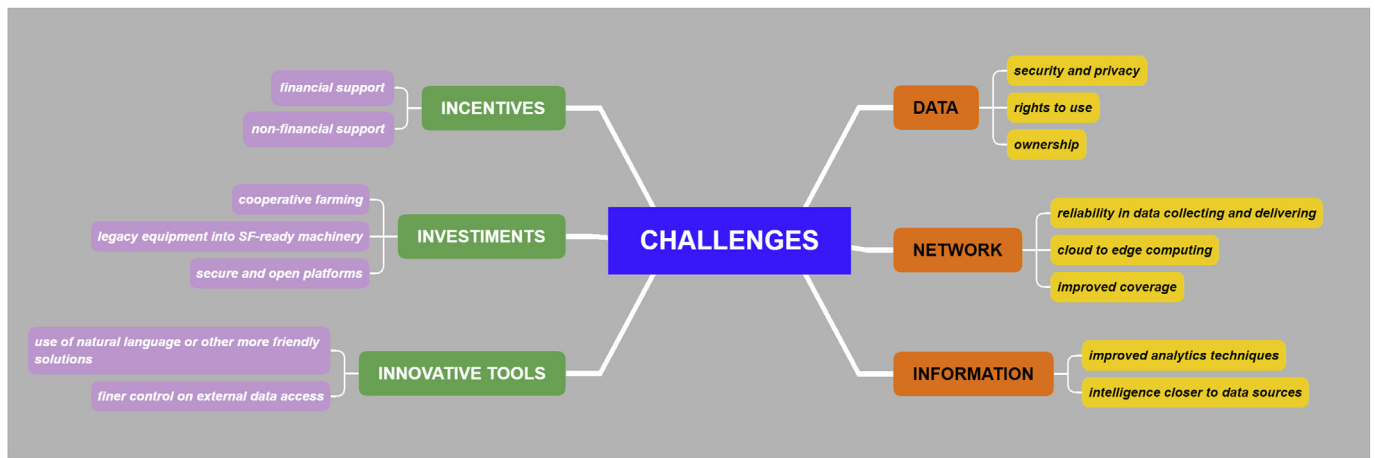 CHALLENGES
INCENTIVES
financial support
non-financial support
INVESTIMENTS
cooperative farming
legacy equipment into SF-ready machinery
secure and open platforms
INNOVATIVE TOOLS
use of natural language or other more friendly
solutions
finer control on external data access
DATA
security and privacy
rights to use
ownership
NETWORK
reliability in data collecting and delivering
cloud to edge computing
improved coverage
INFORMATION
improved analytics techniques
intelligence closer to data sources